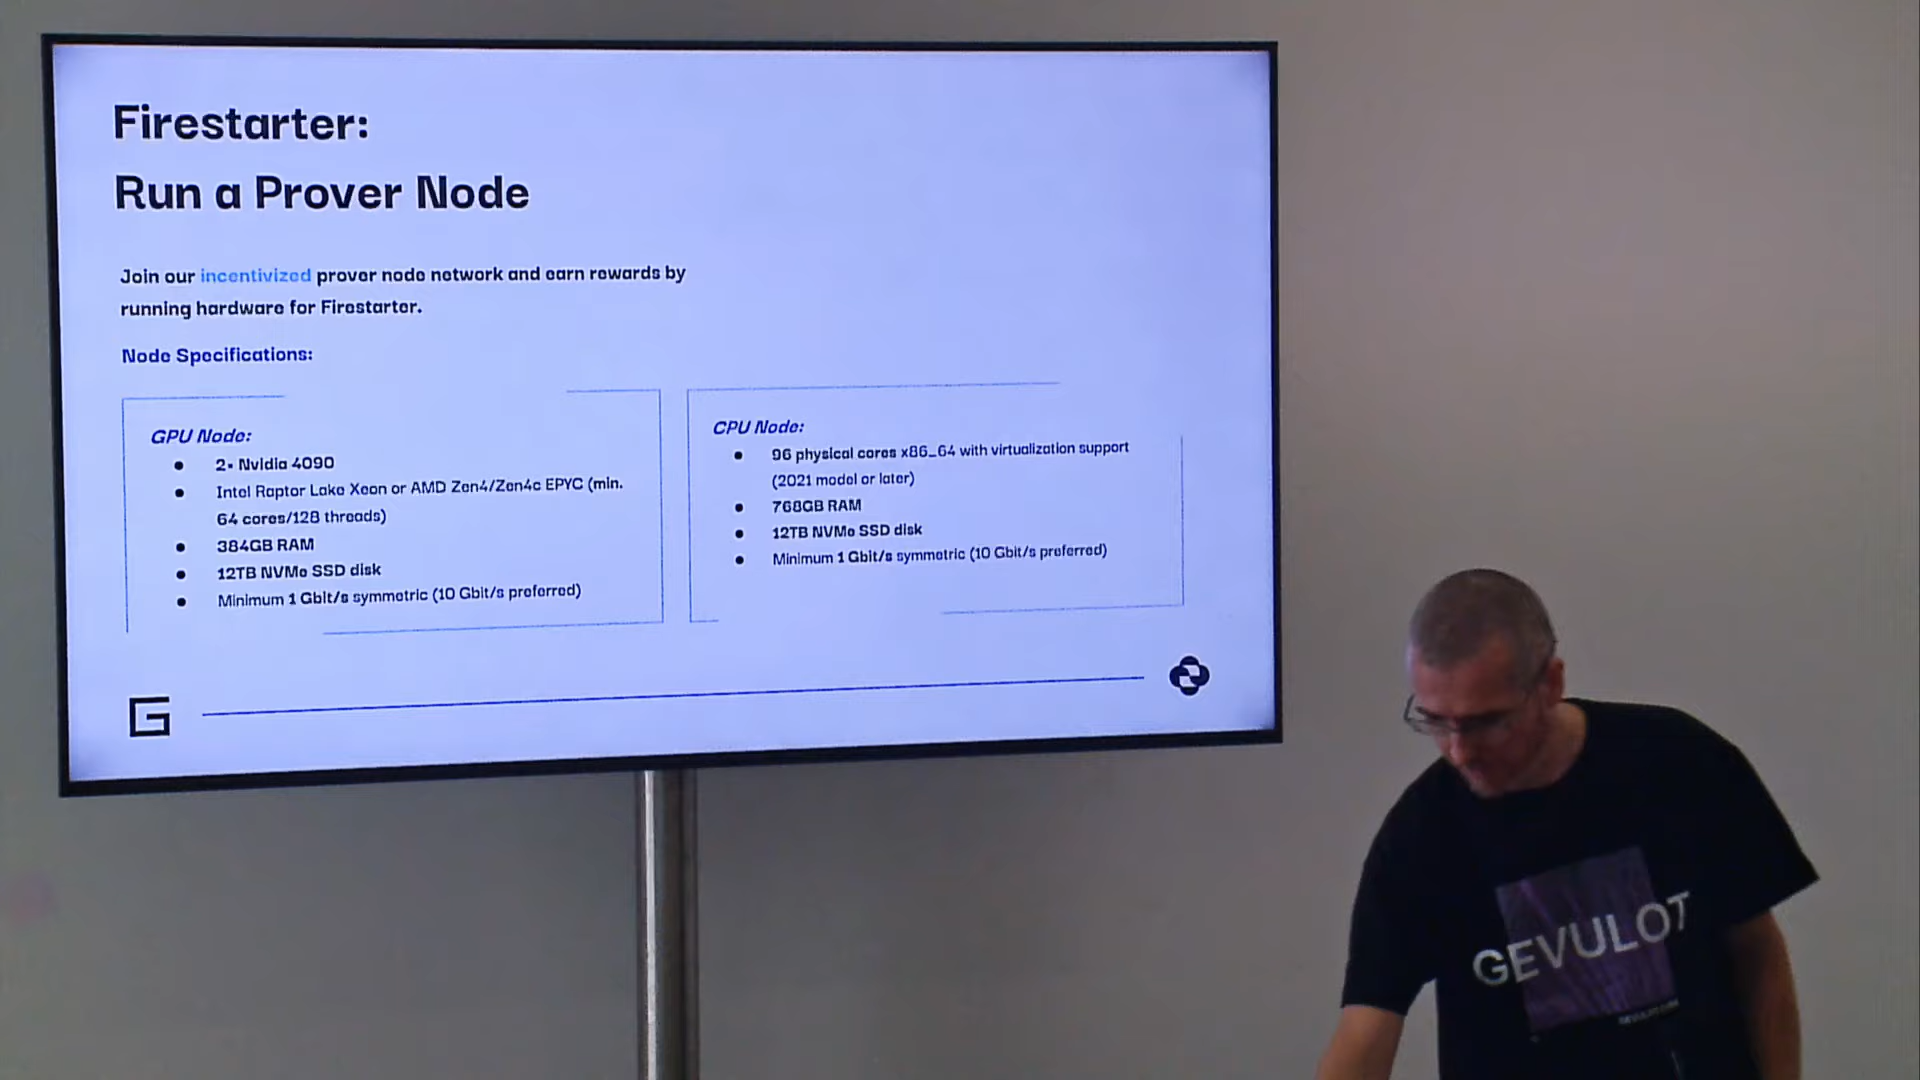 Firestarter:
Run a Prover Node
Join our incentivized prover node network and earn rewards by
running hardware for Firestarter.
Node Specifications:
GPU Node:
● 2x Nvidia 4090
● Intel Raptor Lake Xeon or AMD Zen4/Zen4c EPYC (min.
64 cores/128 threads)
● 384GB RAM
● 12TB NVMe SSD disk
● Minimum 1 Gbit/s symmetric (10 Gbit/s preferred)
CPU Node:
● 96 physical cores x86_64 with virtualization support
(2021 model or later)
● 768GB RAM
● 12TB NVMe SSD disk
● Minimum 1 Gbit/s symmetric (10 Gbit/s preferred)
G
GEVULOT